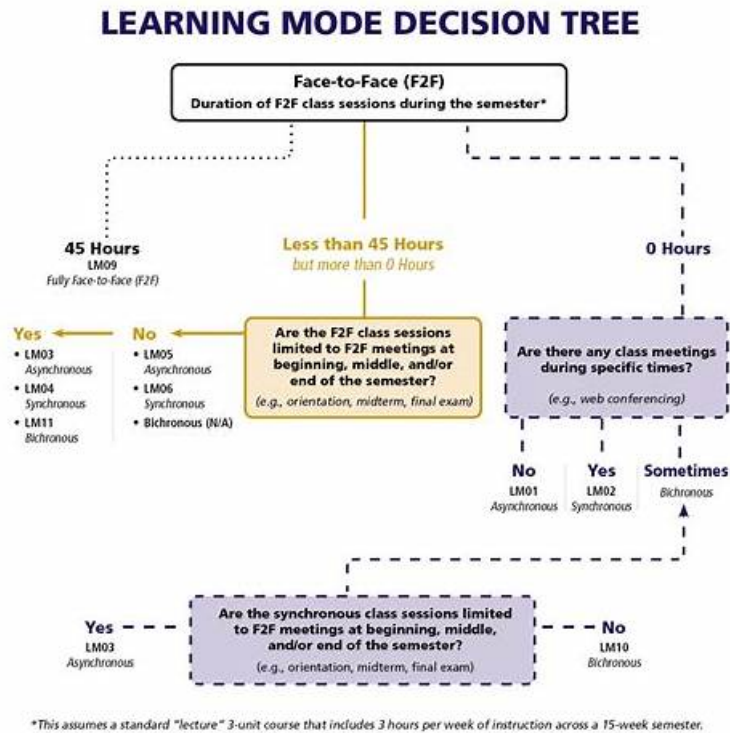 LEARNING MODE DECISION TREE
Face-to-Face (F2F)
Duration of F2F class sessions during the semester*
45 Hours
LM09
Fully Face-to-Face (F2F)
Less than 45 Hours
but more than 0 Hours
0 Hours
Yes
• LM03
Asynchronous
• LM04
Synchronous
• LM11
Bichronous
No
• LM05
Asynchronous
• LM06
Synchronous
• Bichronous (N/A)
Are the F2F class sessions
limited to F2F meetings at
beginning, middle, and/or
end of the semester?
(e.g., orientation, midterm, final exam)
Are there any class meetings
during specific times?
(e.g., web conferencing)
No
LM01
Asynchronous
Yes
LM02
Synchronous
Sometimes
Bichronous
Yes
LM03
Asynchronous
Are the synchronous class sessions limited
to F2F meetings at beginning, middle,
and/or end of the semester?
(e.g., orientation, midterm, final exam)
No
LM10
Bichronous
*This assumes a standard "lecture" 3-unit course that includes 3 hours per week of instruction across a 15-week semester.